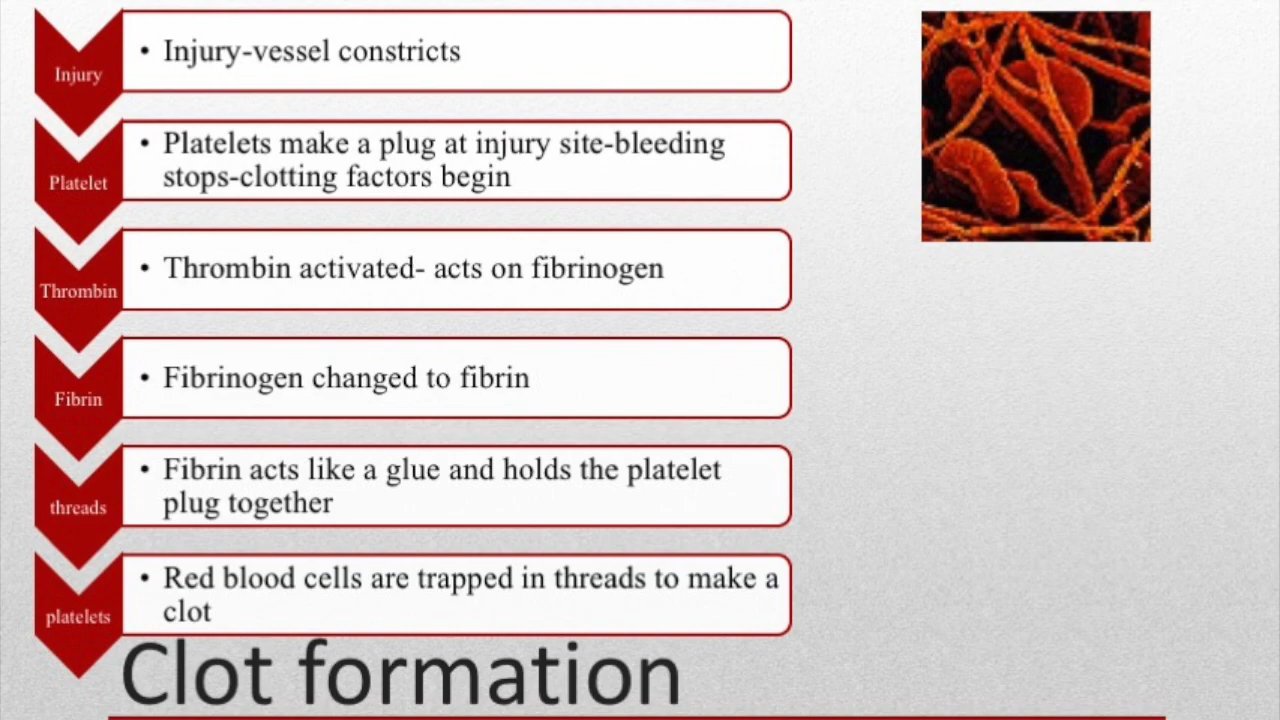 Injury
• Injury-vessel constricts
Platelet
• Platelets make a plug at injury site-bleeding
stops-clotting factors begin
Thrombin
• Thrombin activated- acts on fibrinogen
Fibrin
• Fibrinogen changed to fibrin
threads
• Fibrin acts like a glue and holds the platelet
plug together
platelets
• Red blood cells are trapped in threads to make a
clot
Clot formation